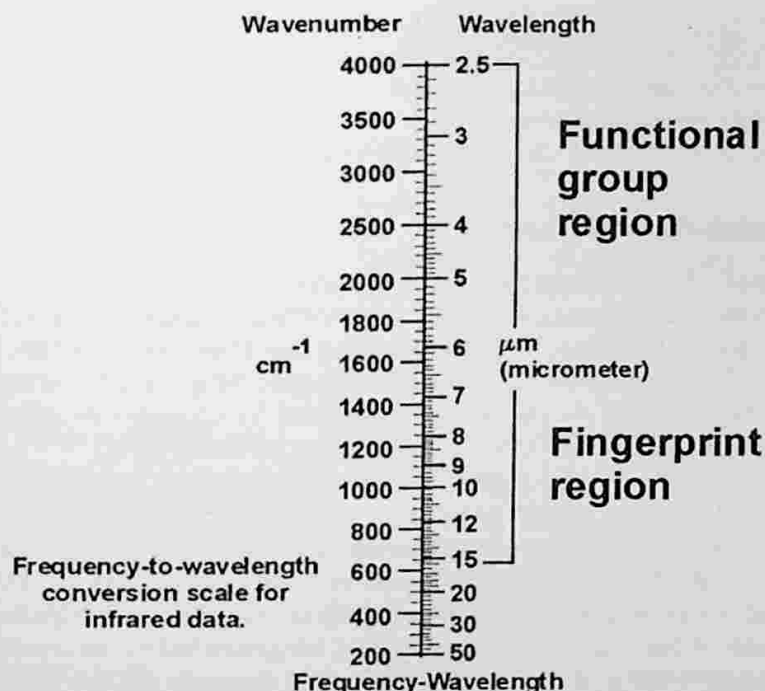 Wavenumber Wavelength
4000 2.5
3500
3
3000
2500 4
2000 5
1800
6
1600
1400
7
1200 8
9
1000 10
800 12
15
600
20
400 30
200 50
cm-1
μm
(micrometer)
Functional
group
region
Fingerprint
region
Frequency-to-wavelength
conversion scale for
infrared data.
Frequency-Wavelength